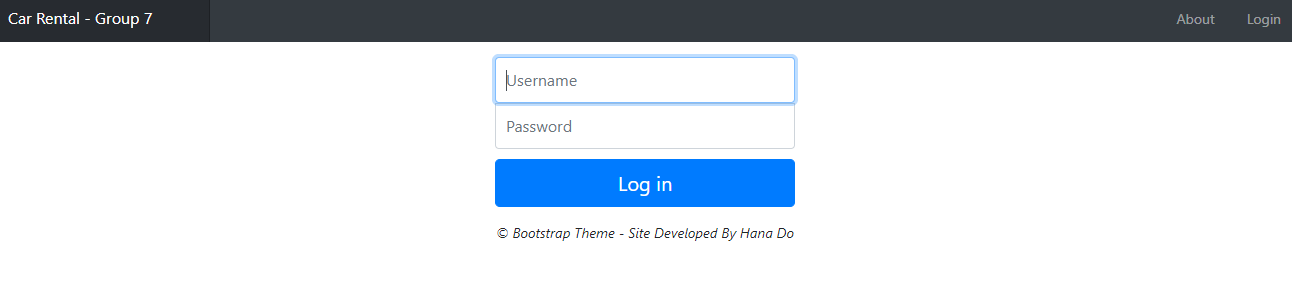 Car Rental - Group 7
About
Login
Username
Password
Log in
© Bootstrap Theme - Site Developed By Hana Do